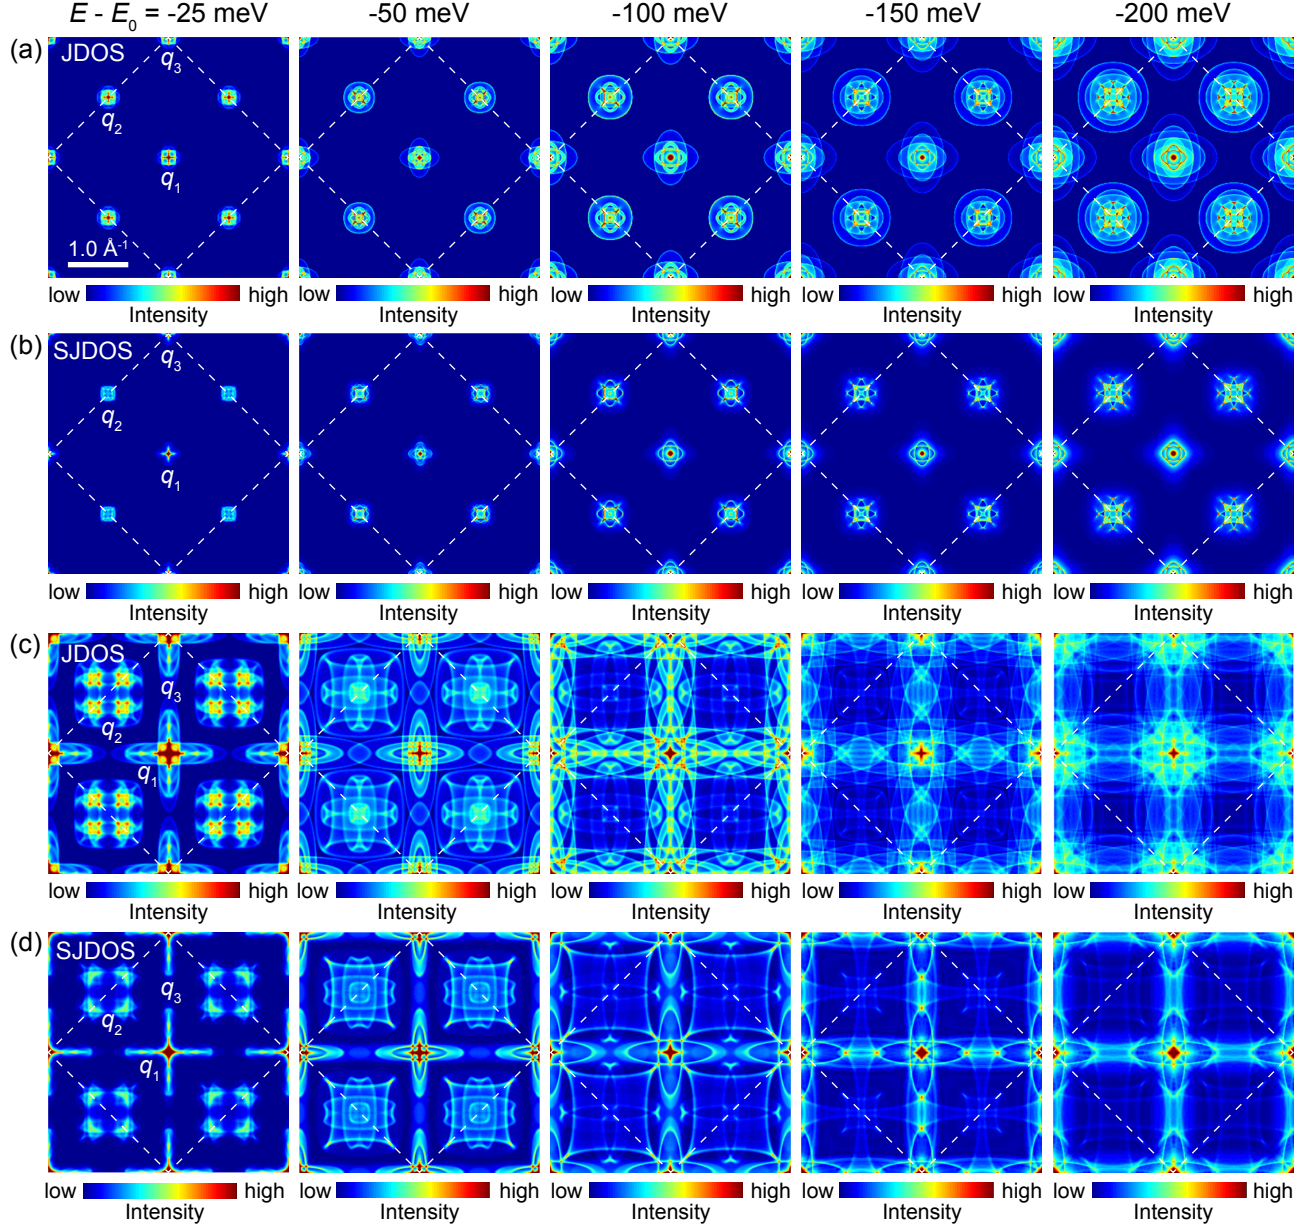 E - E0 = -25 meV -50 meV -100 meV -150 meV -200 meV
(a) JDOS
q3
q2
q1
1.0 Å-1
low high low high low high low high low high
Intensity Intensity Intensity Intensity Intensity
(b) SJDOS
q3
q2
q1
low high low high low high low high low high
Intensity Intensity Intensity Intensity Intensity
(c) JDOS
q3
q2
q1
low high low high low high low high low high
Intensity Intensity Intensity Intensity Intensity
(d) SJDOS
q3
q2
q1
low high low high low high low high low high
Intensity Intensity Intensity Intensity Intensity